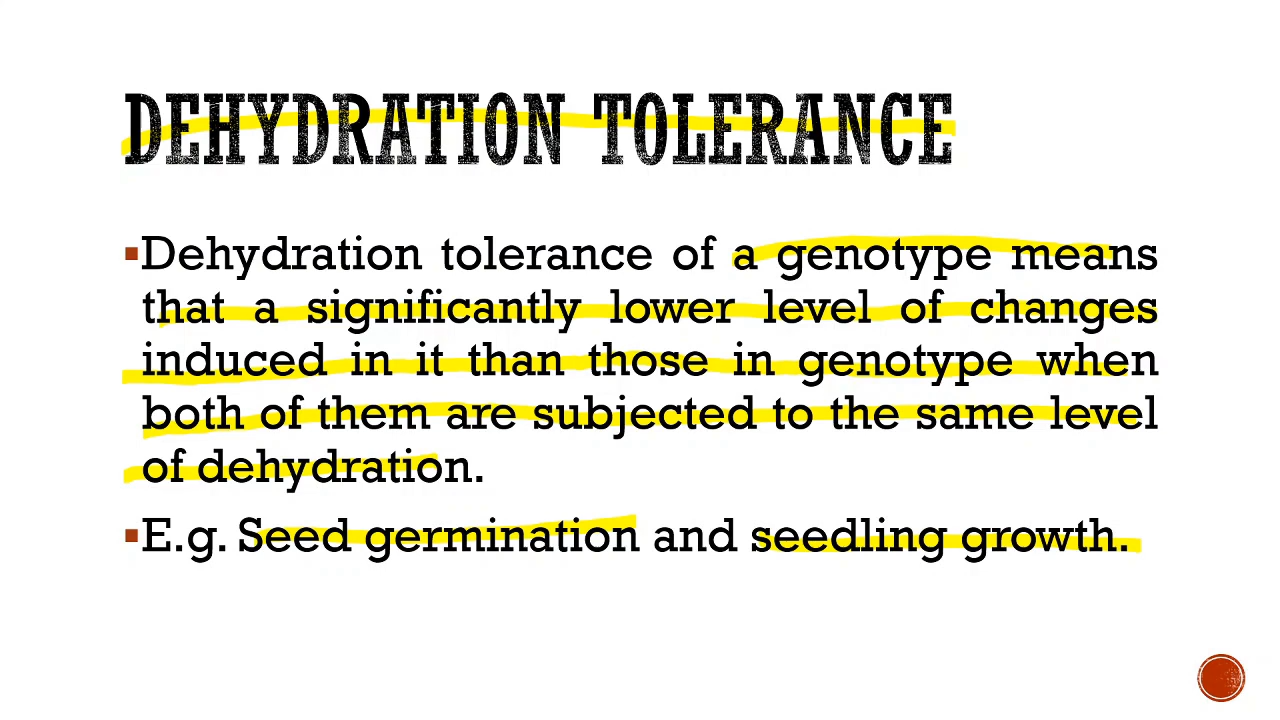 DEHYDRATION TOLERANCE
▪Dehydration tolerance of a genotype means
that a significantly lower level of changes
induced in it than those in genotype when
both of them are subjected to the same level
of dehydration.
▪E.g. Seed germination and seedling growth.